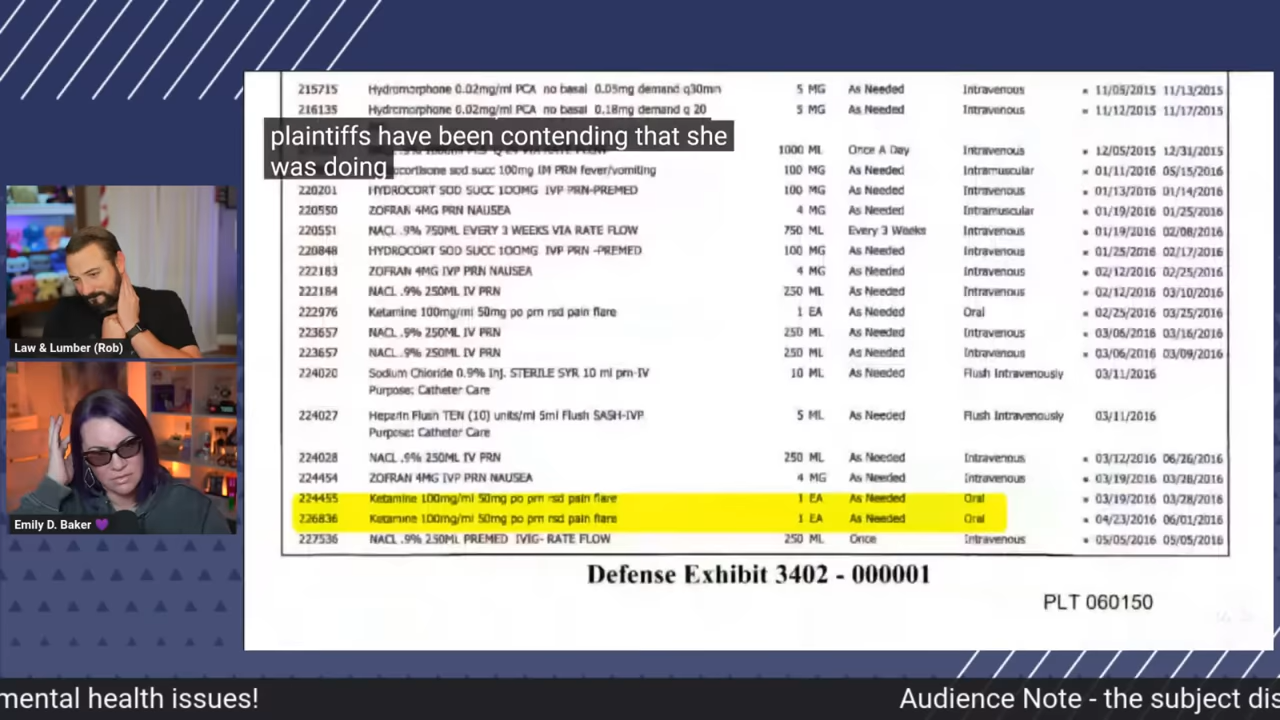 215715 Hydromorphone 0.02mg/ml PCA no basal 0.05mg demand q30mn 5 MG As Needed Intravenous * 11/05/2015 11/13/2015
216135 Hydromorphone 0.02mg/ml PCA no basal 0.18mg demand q 20 5 MG As Needed Intravenous * 11/12/2015 11/17/2015
plaintiffs have been contending that she
was doing
1000 ML Once A Day Intravenous * 12/05/2015 12/31/2015
sod succ 100mg IM PRN fever/vomiting 100 MG As Needed Intramuscular * 01/11/2016 05/15/2016
220201 HYDROCORT SOD SUCC 100MG IVP PRN-PREMED 100 MG As Needed Intravenous * 01/13/2016 01/14/2016
220550 ZOFRAN 4MG PRN NAUSEA 4 MG As Needed Intramuscular * 01/19/2016 01/25/2016
220551 NACL .9% 750ML EVERY 3 WEEKS VIA RATE FLOW 750 ML Every 3 Weeks Intravenous * 01/19/2016 02/08/2016
220848 HYDROCORT SOD SUCC 100MG IVP PRN -PREMED 100 MG As Needed Intravenous * 01/25/2016 02/17/2016
222183 ZOFRAN 4MG IVP PRN NAUSEA 4 MG As Needed Intravenous * 02/12/2016 02/25/2016
222184 NACL .9% 250ML IV PRN 250 ML As Needed Intravenous * 02/12/2016 03/10/2016
222976 Ketamine 100mg/ml 50mg po prn rsd pain flare 1 EA As Needed Oral * 02/25/2016 03/25/2016
223657 NACL .9% 250ML IV PRN 250 ML As Needed Intravenous * 03/06/2016 03/16/2016
223657 NACL .9% 250ML IV PRN 250 ML As Needed Intravenous * 03/06/2016 03/09/2016
224020 Sodium Chloride 0.9% Inj. STERILE SYR 10 ml prn-IV 10 ML As Needed Flush Intravenously 03/11/2016
Purpose: Catheter Care
224027 Heparin Flush TEN (10) units/ml 5ml Flush SASH-IVP 5 ML As Needed Flush Intravenously 03/11/2016
Purpose: Catheter Care
224028 NACL .9% 250ML IV PRN 250 ML As Needed Intravenous * 03/12/2016 06/26/2016
224454 ZOFRAN 4MG IVP PRN NAUSEA 4 MG As Needed Intravenous * 03/19/2016 03/28/2016
224455 Ketamine 100mg/ml 50mg po prn rsd pain flare 1 EA As Needed Oral * 03/19/2016 03/28/2016
226836 Ketamine 100mg/ml 50mg po prn rsd pain flare 1 EA As Needed Oral * 04/23/2016 06/01/2016
227536 NACL .9% 250ML PREMED IVIG- RATE FLOW 250 ML Once Intravenous * 05/05/2016 05/05/2016
Defense Exhibit 3402 - 000001
PLT 060150
Law & Lumber (Rob)
Emily D. Baker 💜
mental health issues!
Audience Note - the subject dis